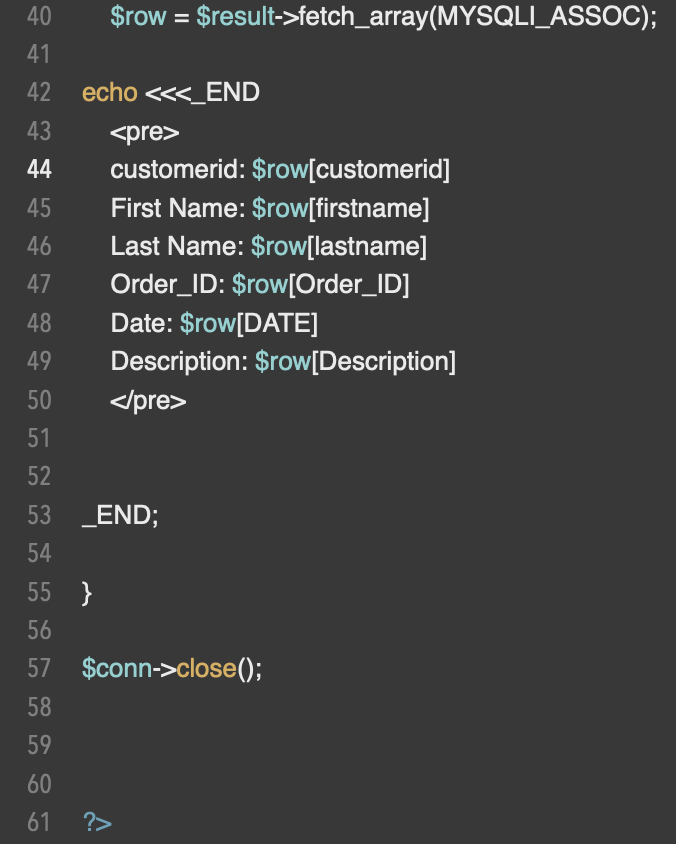 40 $row = $result->fetch_array(MYSQLI_ASSOC);
41
42 echo <<<_END
43 <pre>
44 customerid: $row[customerid]
45 First Name: $row[firstname]
46 Last Name: $row[lastname]
47 Order_ID: $row[Order_ID]
48 Date: $row[DATE]
49 Description: $row[Description]
50 </pre>
51
52
53 _END;
54
55 }
56
57 $conn->close();
58
59
60
61 ?>